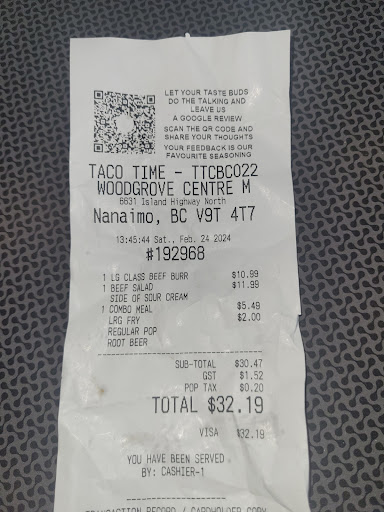 LET YOUR TASTE BUDS
DO THE TALKING AND
LEAVE US
A GOOGLE REVIEW
SCAN THE QR CODE AND
SHARE YOUR THOUGHTS
YOUR FEEDBACK IS OUR
FAVOURITE SEASONING
TACO TIME - TTCBC022
WOODGROVE CENTRE M
6631 Island Highway North
Nanaimo, BC V9T 4T7
13:45:44 Sat., Feb. 24 2024
#192968
1 LG CLASS BEEF BURR $10.99
1 BEEF SALAD $11.99
SIDE OF SOUR CREAM
1 COMBO MEAL $5.49
LRG FRY $2.00
REGULAR POP
ROOT BEER
SUB-TOTAL $30.47
GST $1.52
POP TAX $0.20
TOTAL $32.19
VISA $32.19
YOU HAVE BEEN SERVED
BY: CASHIER-1
TRANSACTION RECORD / CARDHOLDER COPY